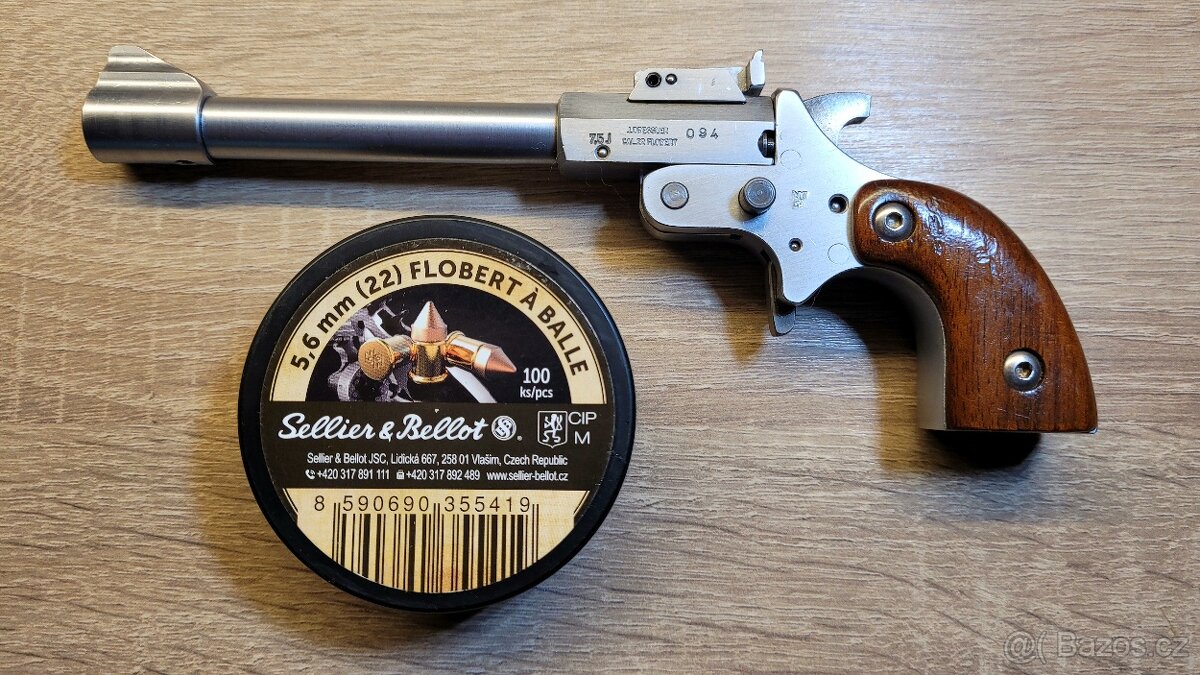 7,5J
094
5,6 mm (22) FLOBERT À BALLE
100
ks/pcs
Sellier & Bellot
CIP
M
Sellier & Bellot JSC, Lidická 667, 258 01 Vlašim, Czech Republic
+420 317 891 111 +420 317 892 489 www.sellier-bellot.cz
8 590690 355419
@( Bazos.cz